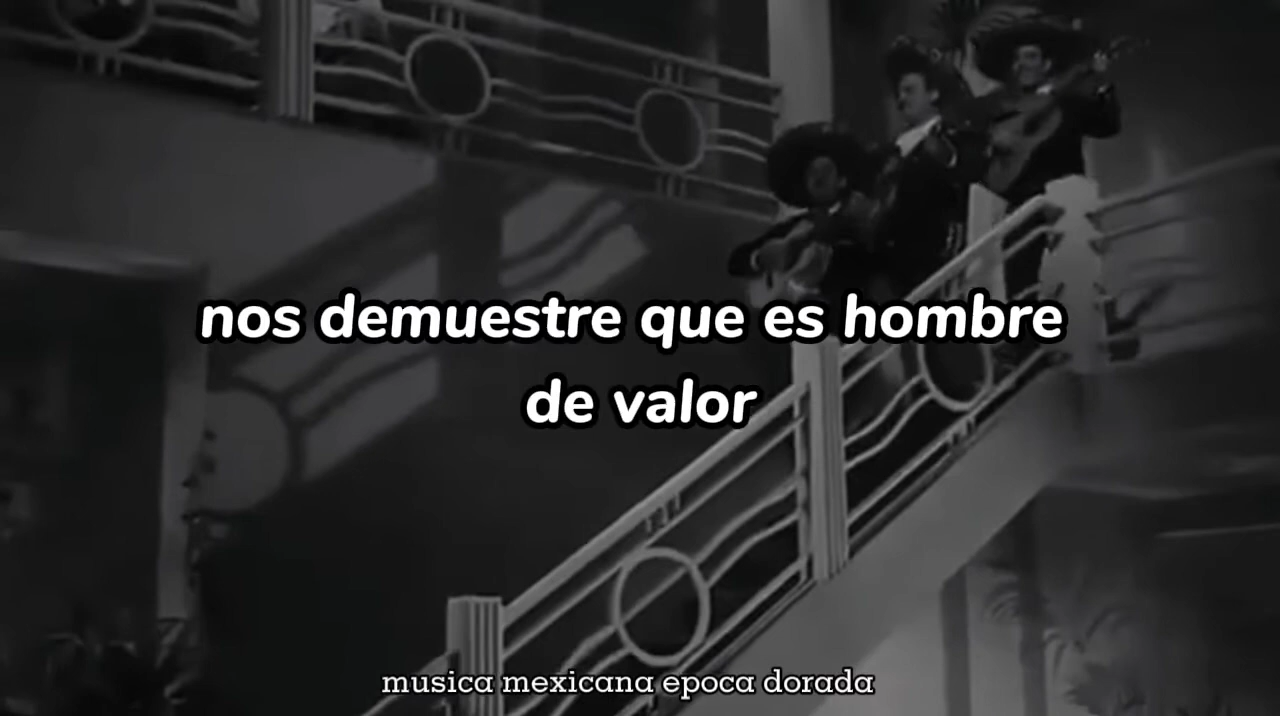 nos demuestre que es hombre
de valor
musica mexicana epoca dorada